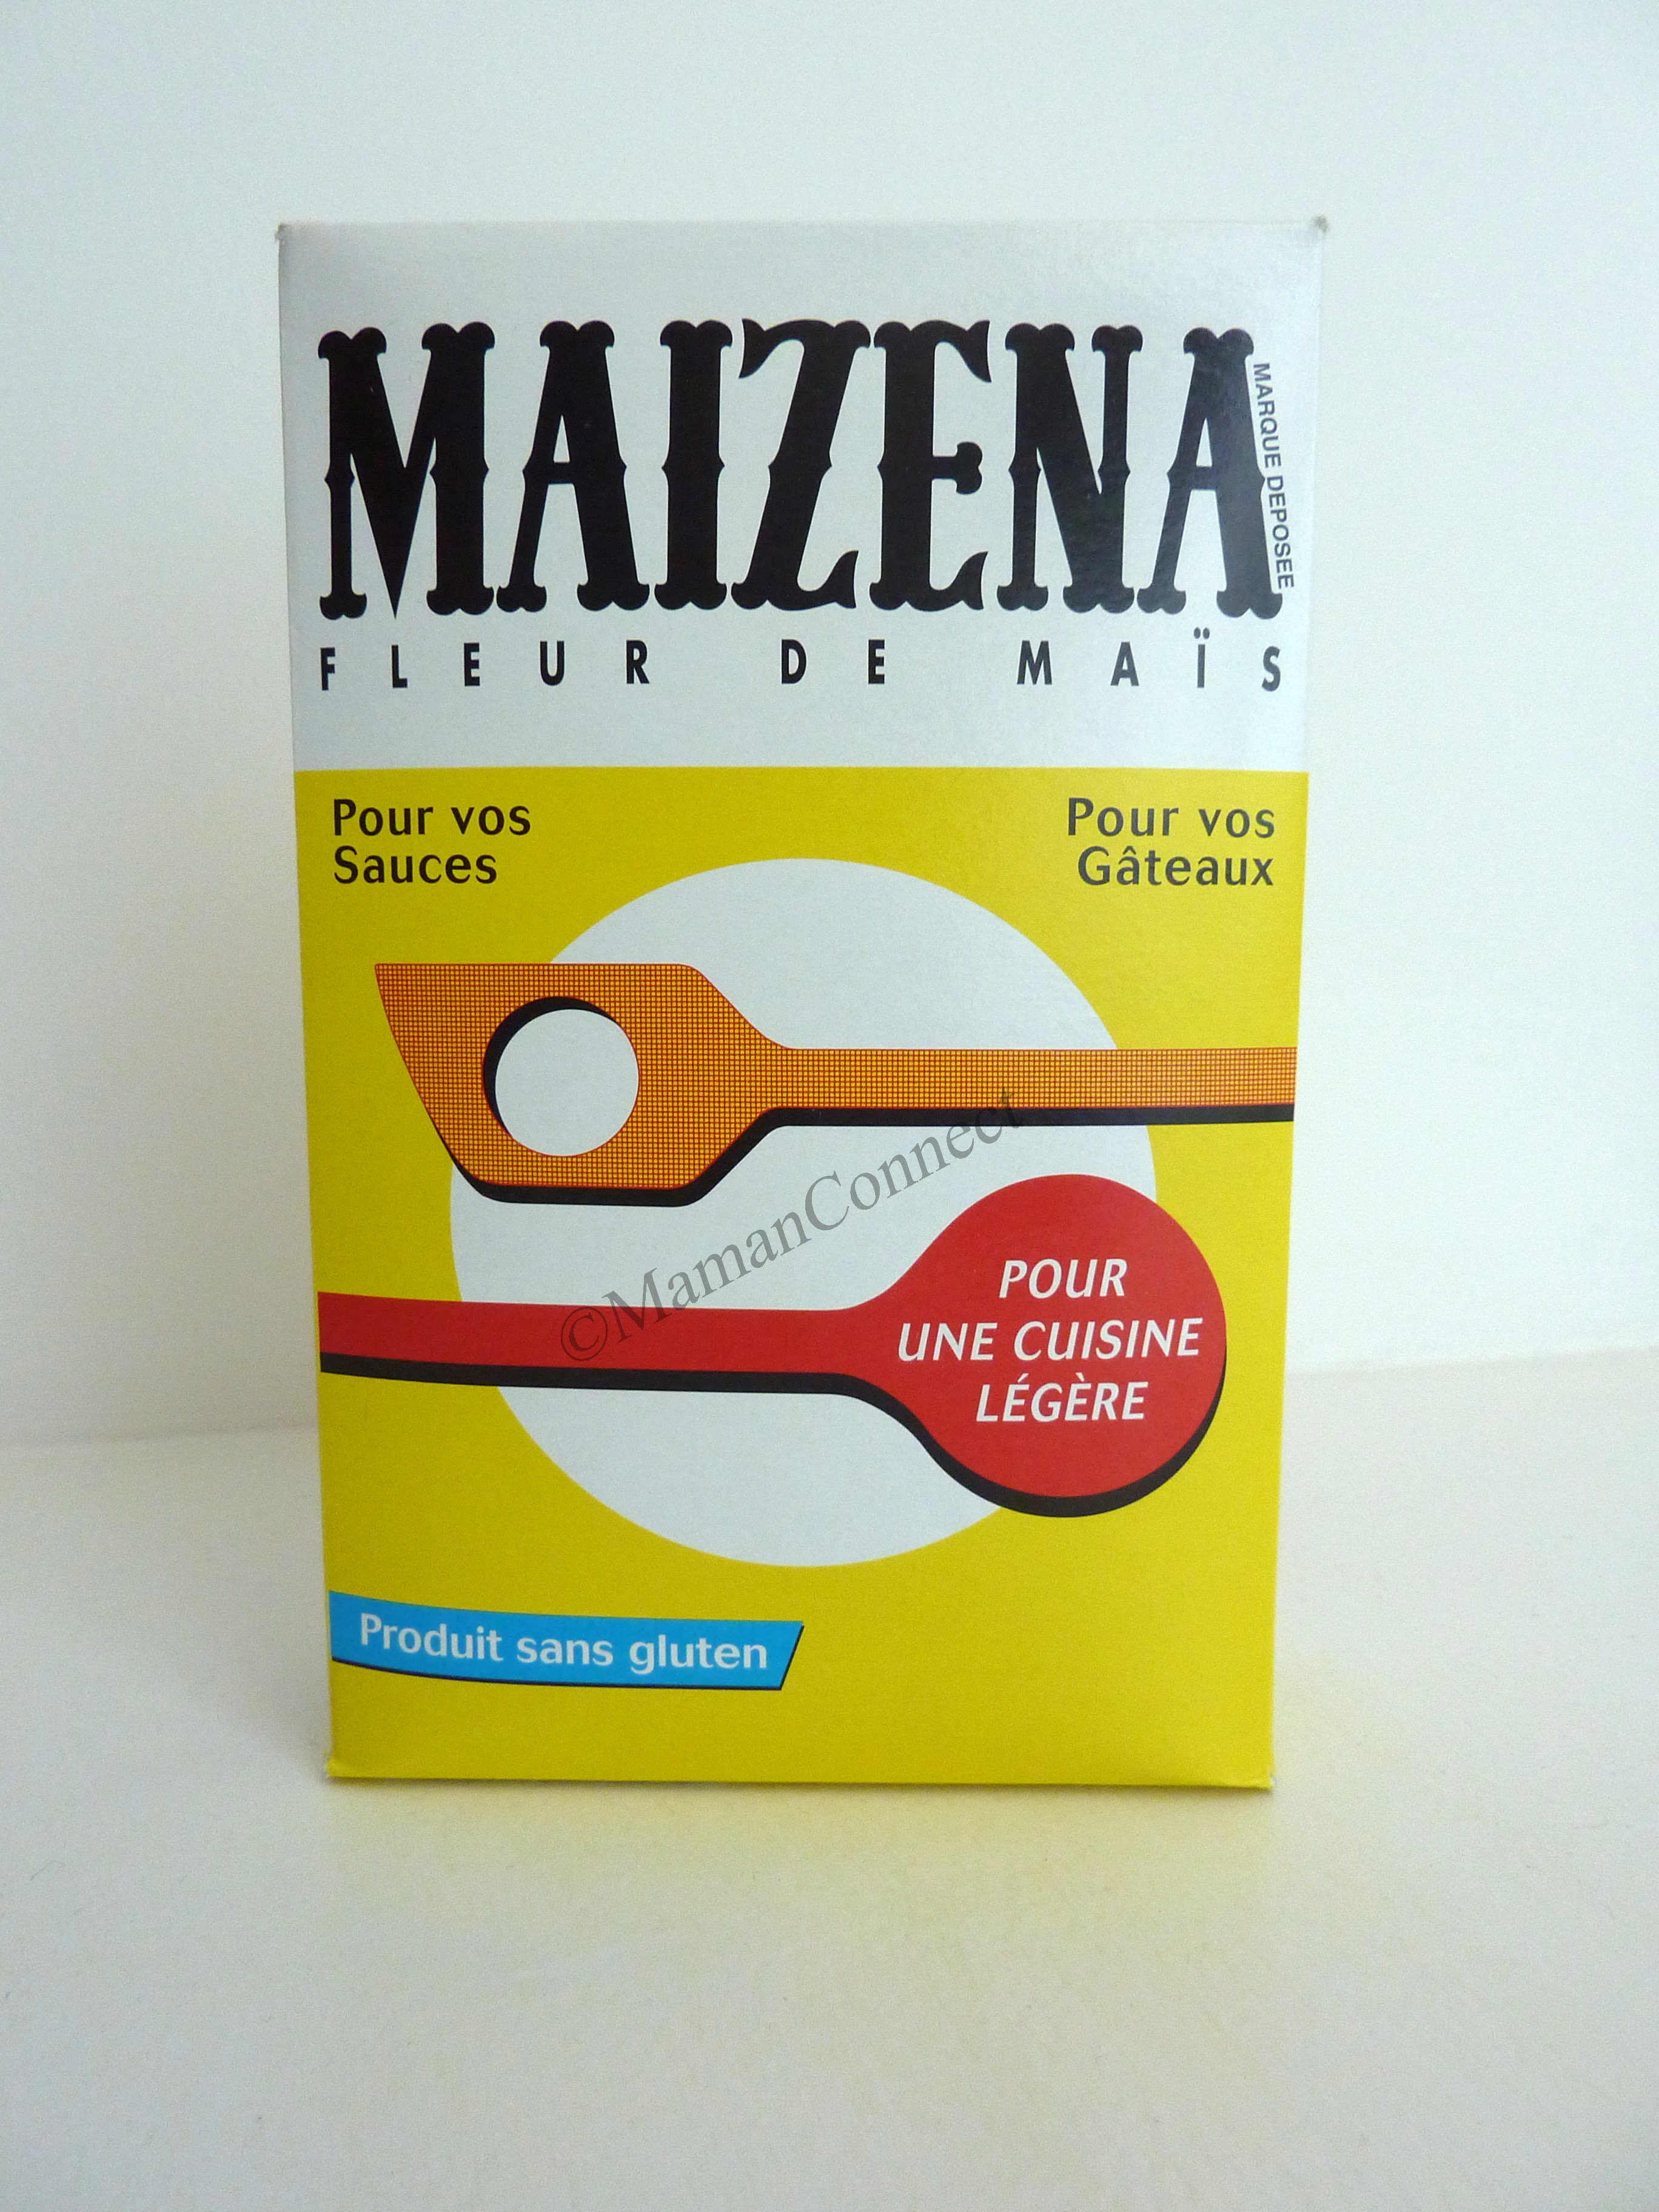 MAIZENA
MARQUE DEPOSEE
FLEUR DE MAÏS
Pour vos
Sauces
Pour vos
Gâteaux
©MamanConnect
POUR
UNE CUISINE
LÉGÈRE
Produit sans gluten